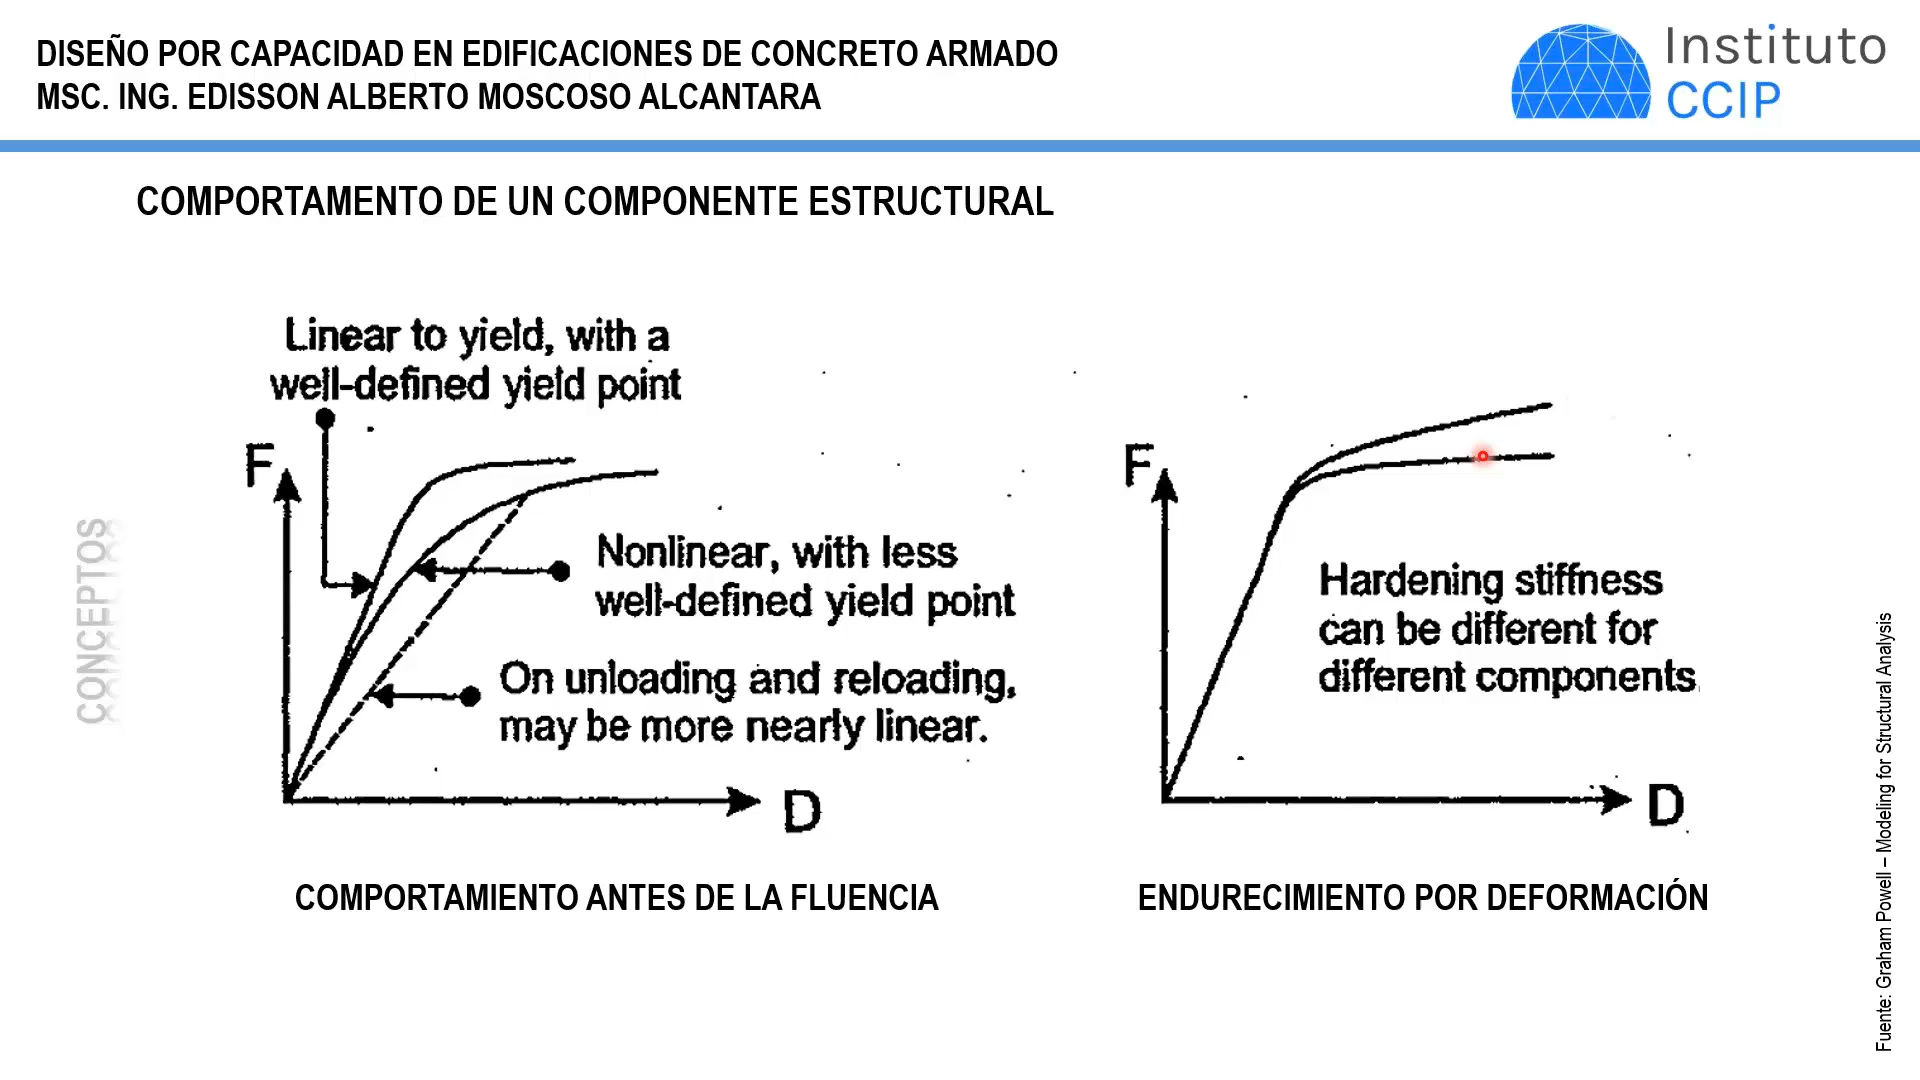 DISEÑO POR CAPACIDAD EN EDIFICACIONES DE CONCRETO ARMADO
MSC. ING. EDISSON ALBERTO MOSCOSO ALCANTARA
Instituto
CCIP
COMPORTAMENTO DE UN COMPONENTE ESTRUCTURAL
CONCEPTOS
Linear to yield, with a
well-defined yield point
F
Nonlinear, with less
well-defined yield point
On unloading and reloading,
may be more nearly linear.
D
COMPORTAMIENTO ANTES DE LA FLUENCIA
F
Hardening stiffness
can be different for
different components
D
ENDURECIMIENTO POR DEFORMACIÓN
Fuente: Graham Powell – Modeling for Structural Analysis